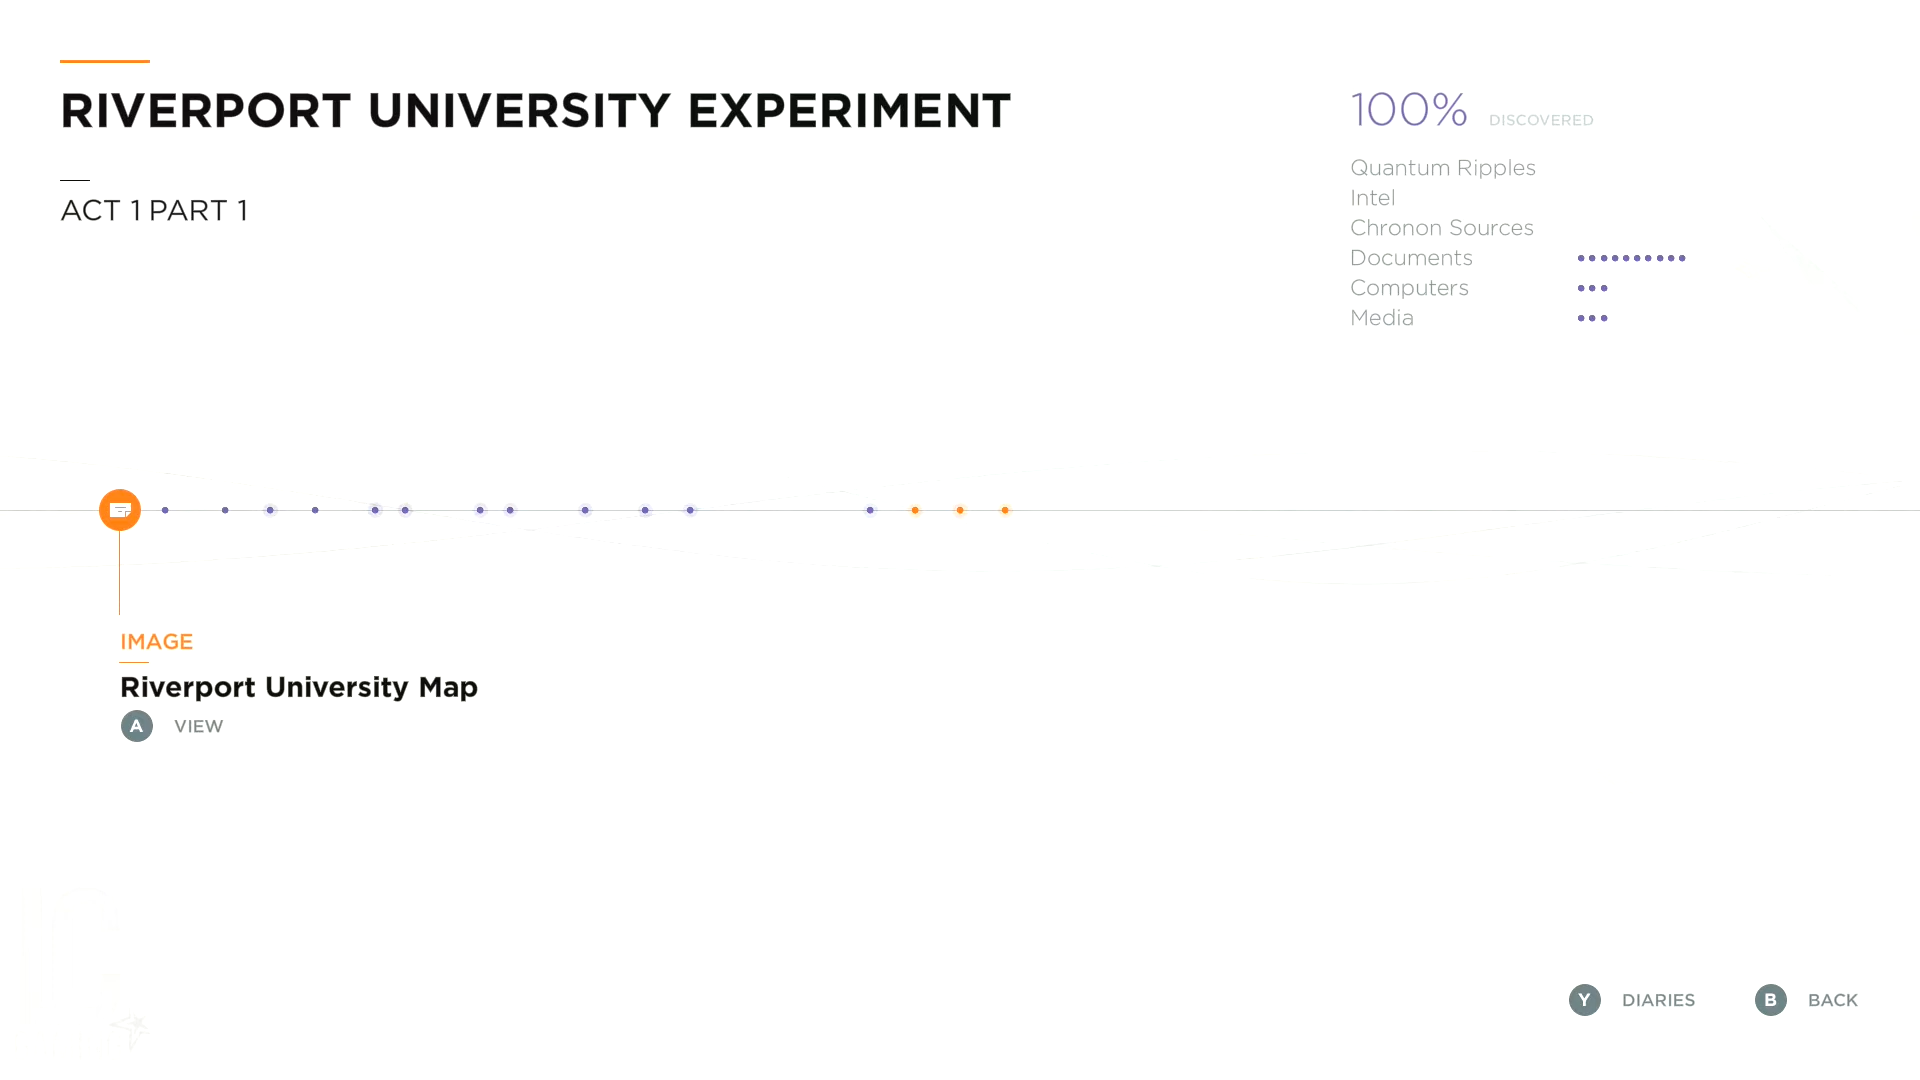 RIVERPORT UNIVERSITY EXPERIMENT
ACT 1 PART 1
100% DISCOVERED
Quantum Ripples
Intel
Chronon Sources
Documents
Computers
Media
IMAGE
Riverport University Map
A VIEW
Y DIARIES B BACK